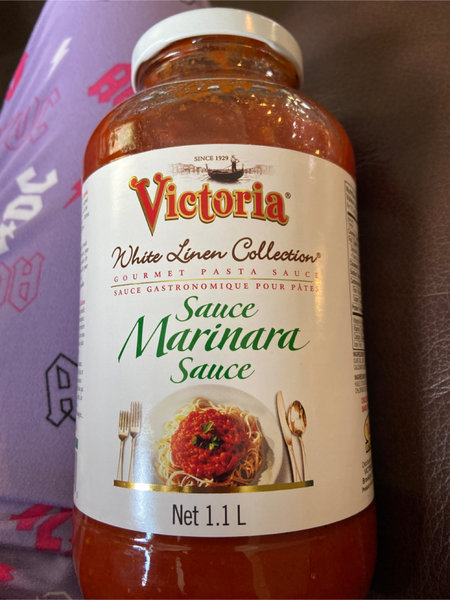 SINCE 1929
Victoria®
White Linen Collection®
GOURMET PASTA SAUCE
SAUCE GASTRONOMIQUE POUR PÂTES
Sauce
Marinara
Sauce
Net 1.1 L